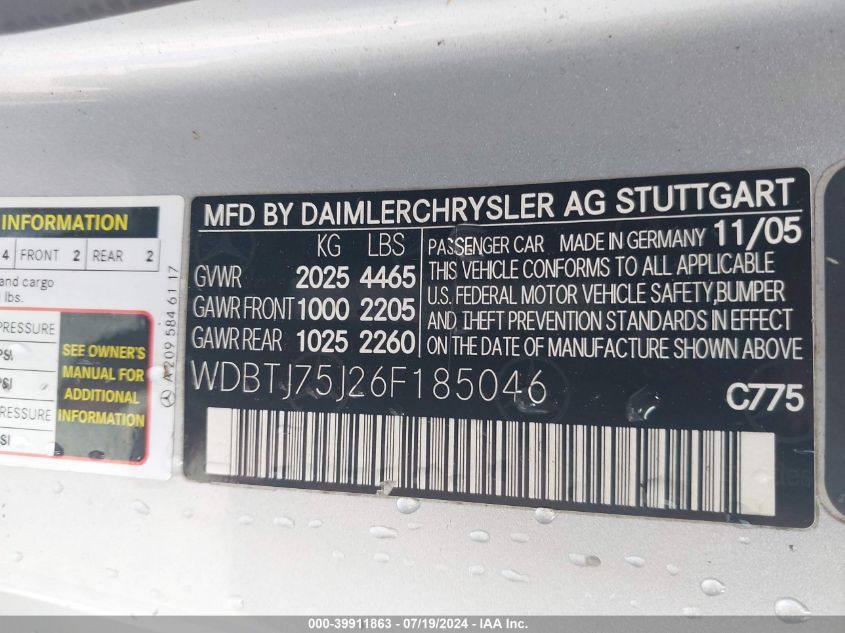 INFORMATION
4 FRONT 2 REAR 2
and cargo
lbs.
PRESSURE
PSI
PSI
PRESSURE
SI
SEE OWNER'S
MANUAL FOR
ADDITIONAL
INFORMATION
A 209 584 61 17
MFD BY DAIMLERCHRYSLER AG STUTTGART
KG LBS
GVWR 2025 4465
GAWR FRONT 1000 2205
GAWR REAR 1025 2260
PASSENGER CAR MADE IN GERMANY 11/05
THIS VEHICLE CONFORMS TO ALL APPLICABLE
U.S. FEDERAL MOTOR VEHICLE SAFETY,BUMPER
AND THEFT PREVENTION STANDARDS IN EFFECT
ON THE DATE OF MANUFACTURE SHOWN ABOVE
WDBTJ75J26F185046
C775
000-39911863 - 07/19/2024 - IAA Inc.